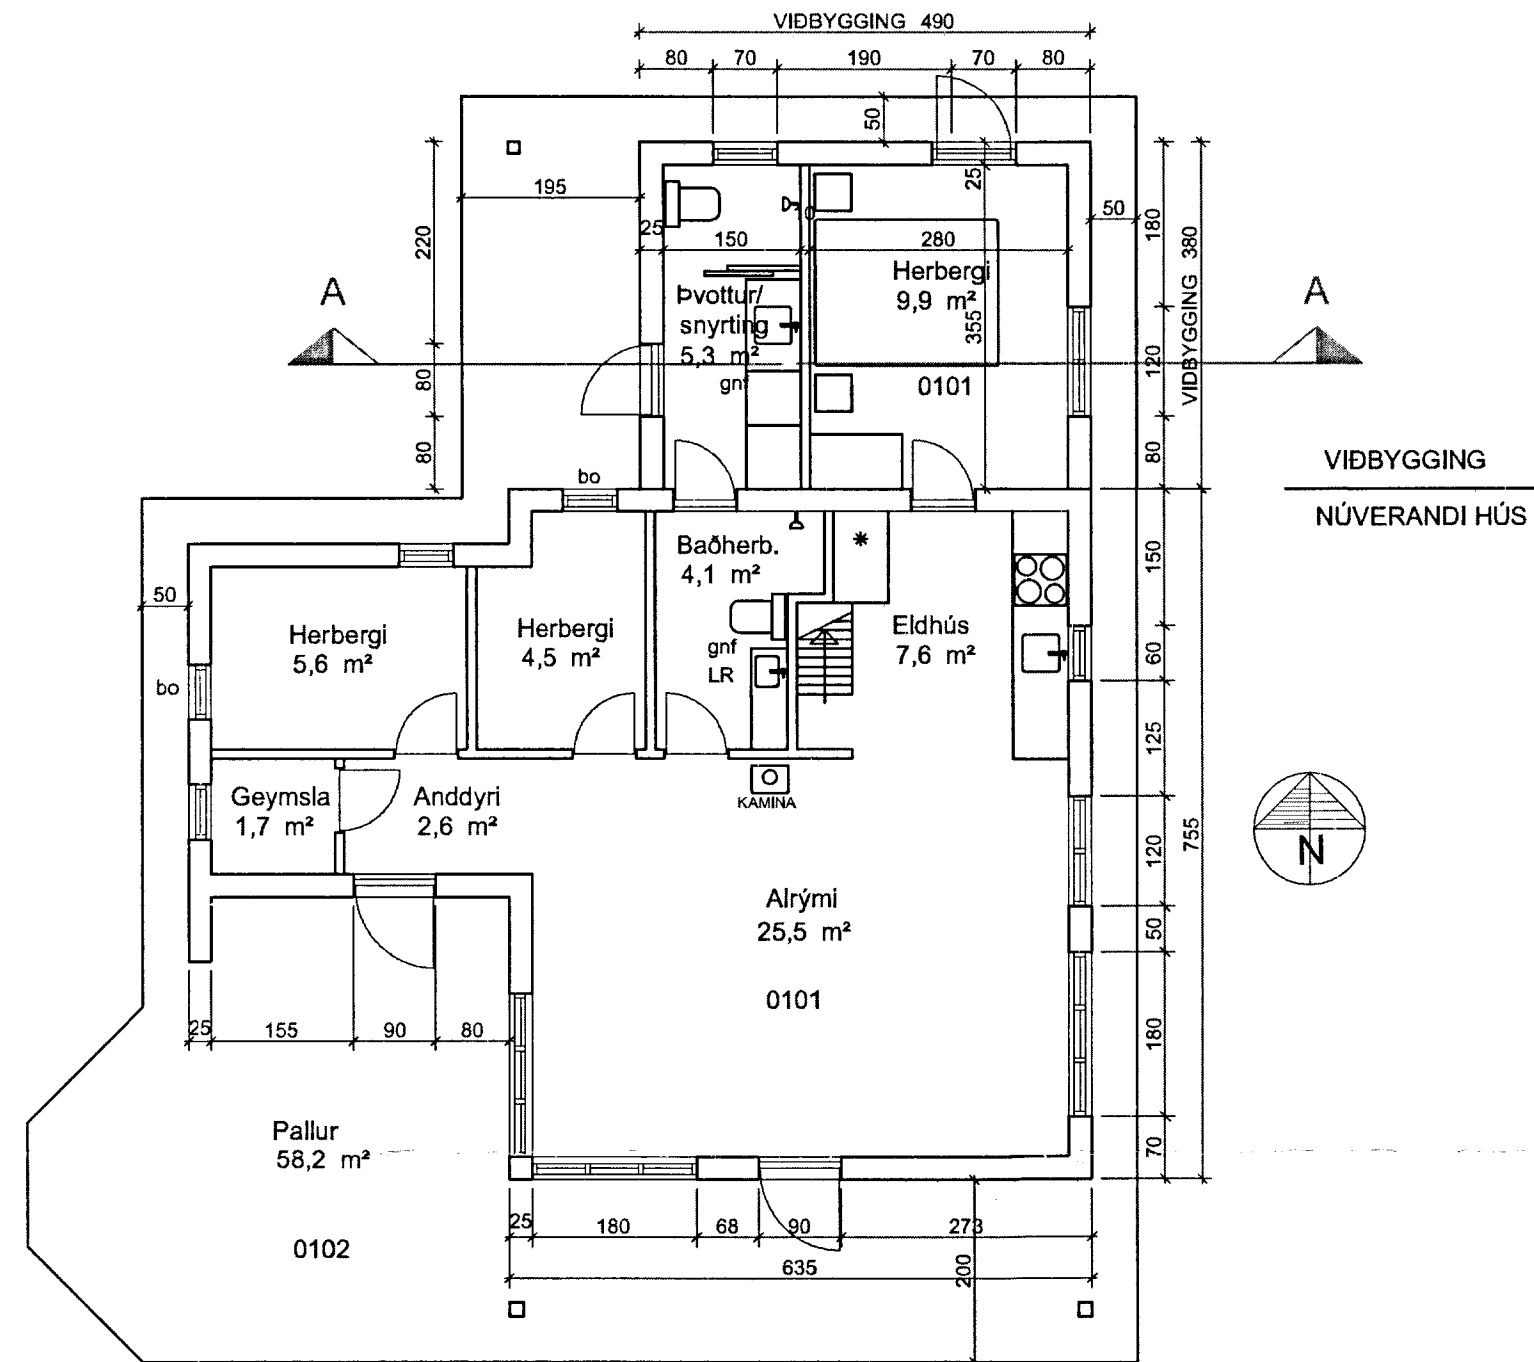 VIÐBYGGING 490
80 70 190 70 80
50
195
25
50
220
180
VIÐBYGGING 380
25 150 280
A
Herbergi
9,9 m²
A
Þvottur/
snyrting
5,3 m²
355
80
gnf
0101
120
80
80
bo
VIÐBYGGING
NÚVERANDI HÚS
Baðherb.
4,1 m²
*
150
50
Herbergi
5,6 m²
Herbergi
4,5 m²
gnf
LR
Eldhús
7,6 m²
60
bo
125
Geymsla
1,7 m²
Anddyri
2,6 m²
KAMINA
120
755
N
Alrými
25,5 m²
50
0101
25 155 90 80
180
Pallur
58,2 m²
70
0102
25 180 68 90 273
635
200